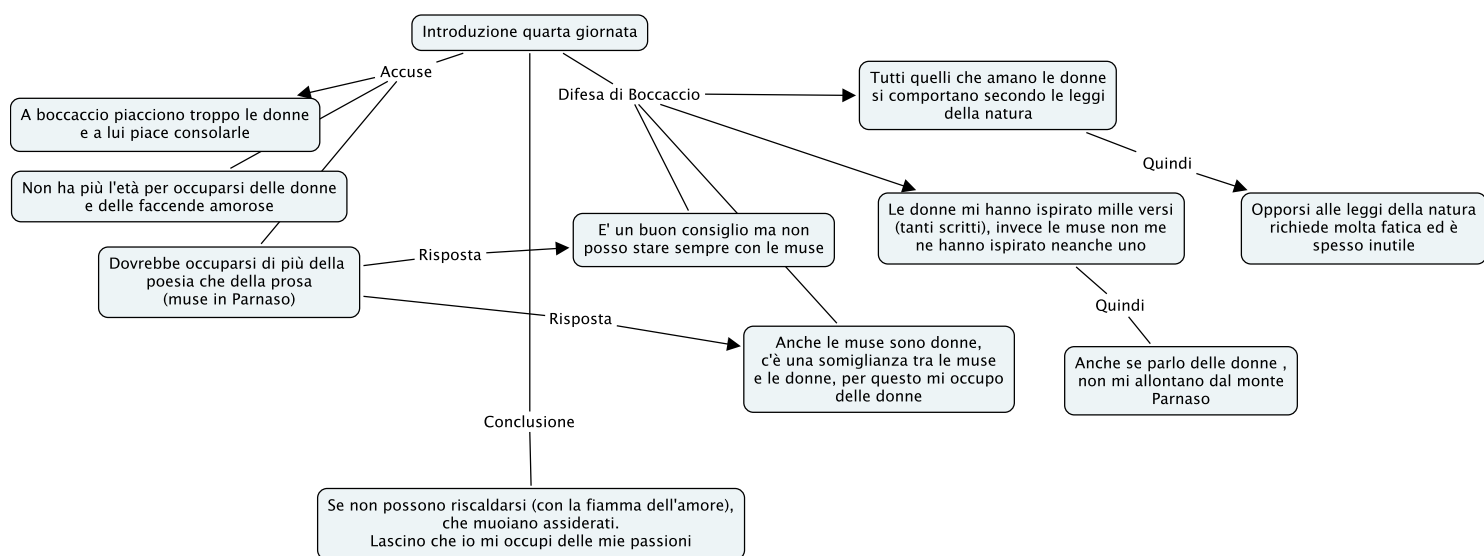 Introduzione quarta giornata
Accuse
A boccaccio piacciono troppo le donne
e a lui piace consolarle
Non ha più l'età per occuparsi delle donne
e delle faccende amorose
Dovrebbe occuparsi di più della
poesia che della prosa
(muse in Parnaso)
Risposta
Risposta
Difesa di Boccaccio
E' un buon consiglio ma non
posso stare sempre con le muse
Anche le muse sono donne,
c'è una somiglianza tra le muse
e le donne, per questo mi occupo
delle donne
Tutti quelli che amano le donne
si comportano secondo le leggi
della natura
Quindi
Opporsi alle leggi della natura
richiede molta fatica ed è
spesso inutile
Le donne mi hanno ispirato mille versi
(tanti scritti), invece le muse non me
ne hanno ispirato neanche uno
Quindi
Anche se parlo delle donne ,
non mi allontano dal monte
Parnaso
Conclusione
Se non possono riscaldarsi (con la fiamma dell'amore),
che muoiano assiderati.
Lascino che io mi occupi delle mie passioni